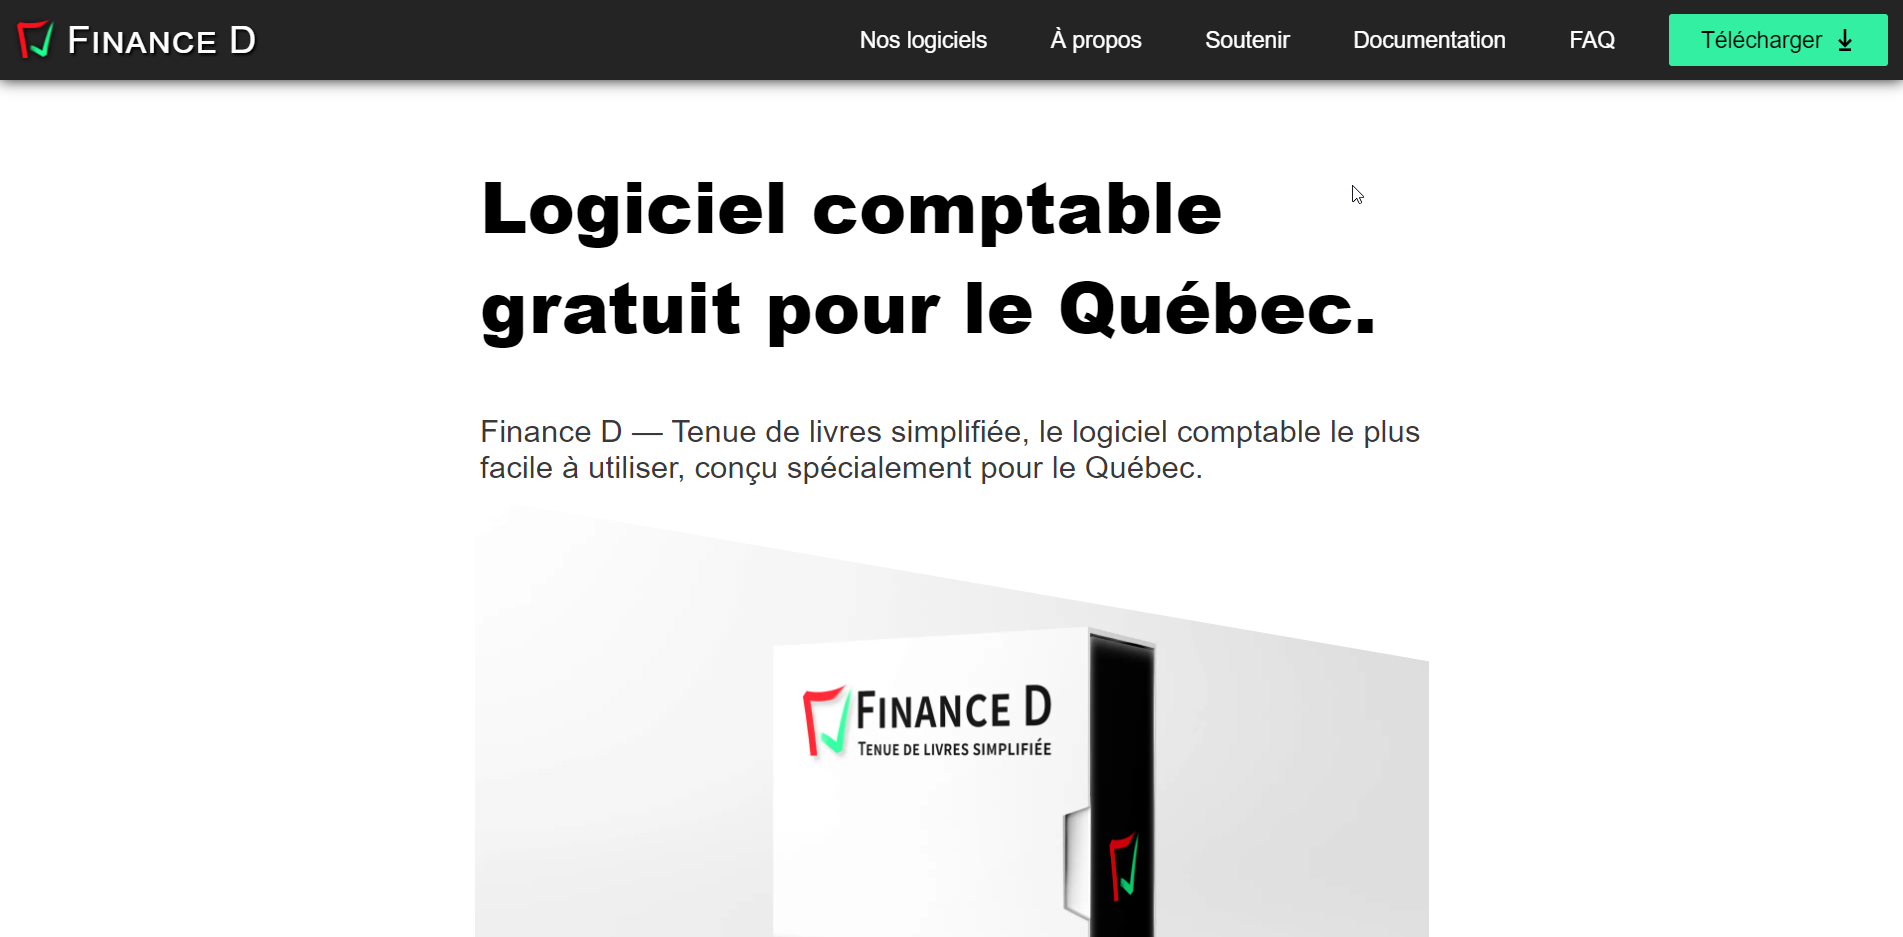 FINANCE D
Nos logiciels
À propos
Soutenir
Documentation
FAQ
Télécharger
Logiciel comptable
gratuit pour le Québec.
Finance D — Tenue de livres simplifiée, le logiciel comptable le plus
facile à utiliser, conçu spécialement pour le Québec.
FINANCE D
TENUE DE LIVRES SIMPLIFIÉE